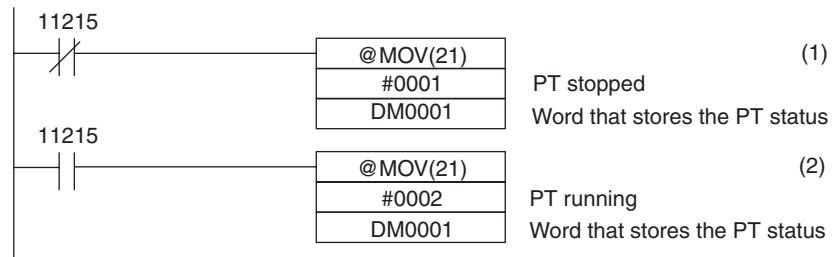 11215
@MOV(21) (1)
#0001 PT stopped
DM0001 Word that stores the PT status
11215
@MOV(21) (2)
#0002 PT running
DM0001 Word that stores the PT status